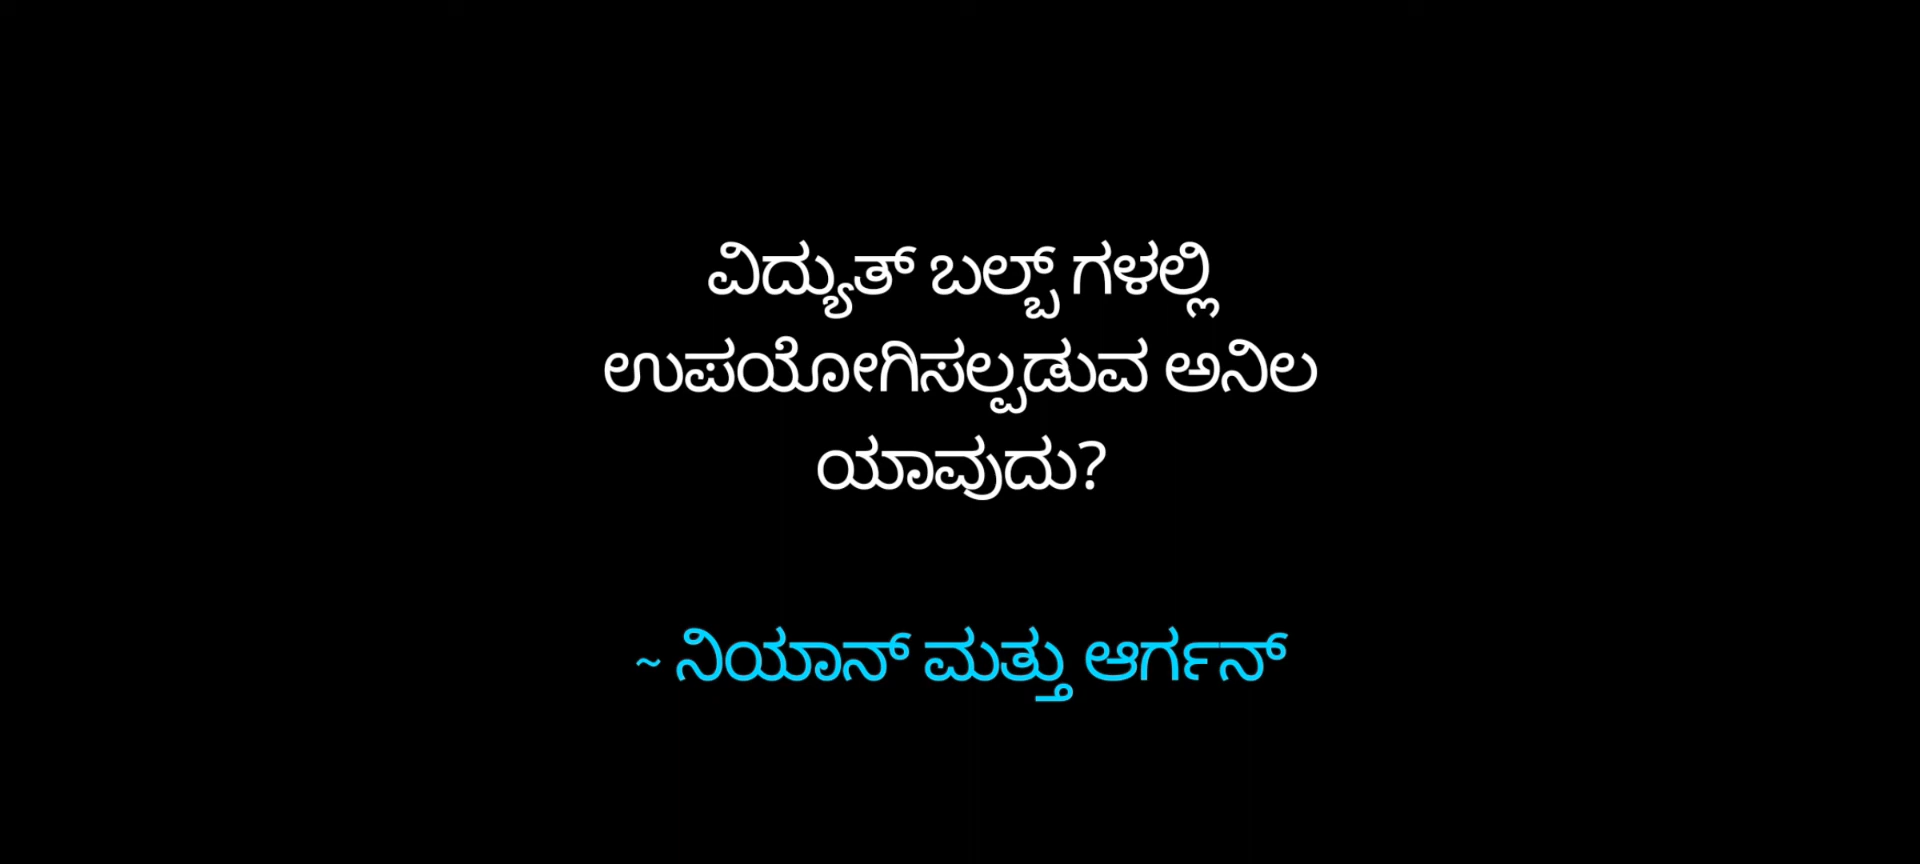 ವಿದ್ಯುತ್ ಬಲ್ಬ್ ಗಳಲ್ಲಿ
ಉಪಯೋಗಿಸಲ್ಪಡುವ ಅನಿಲ
ಯಾವುದು?
~ ನಿಯಾನ್ ಮತ್ತು ಆರ್ಗನ್